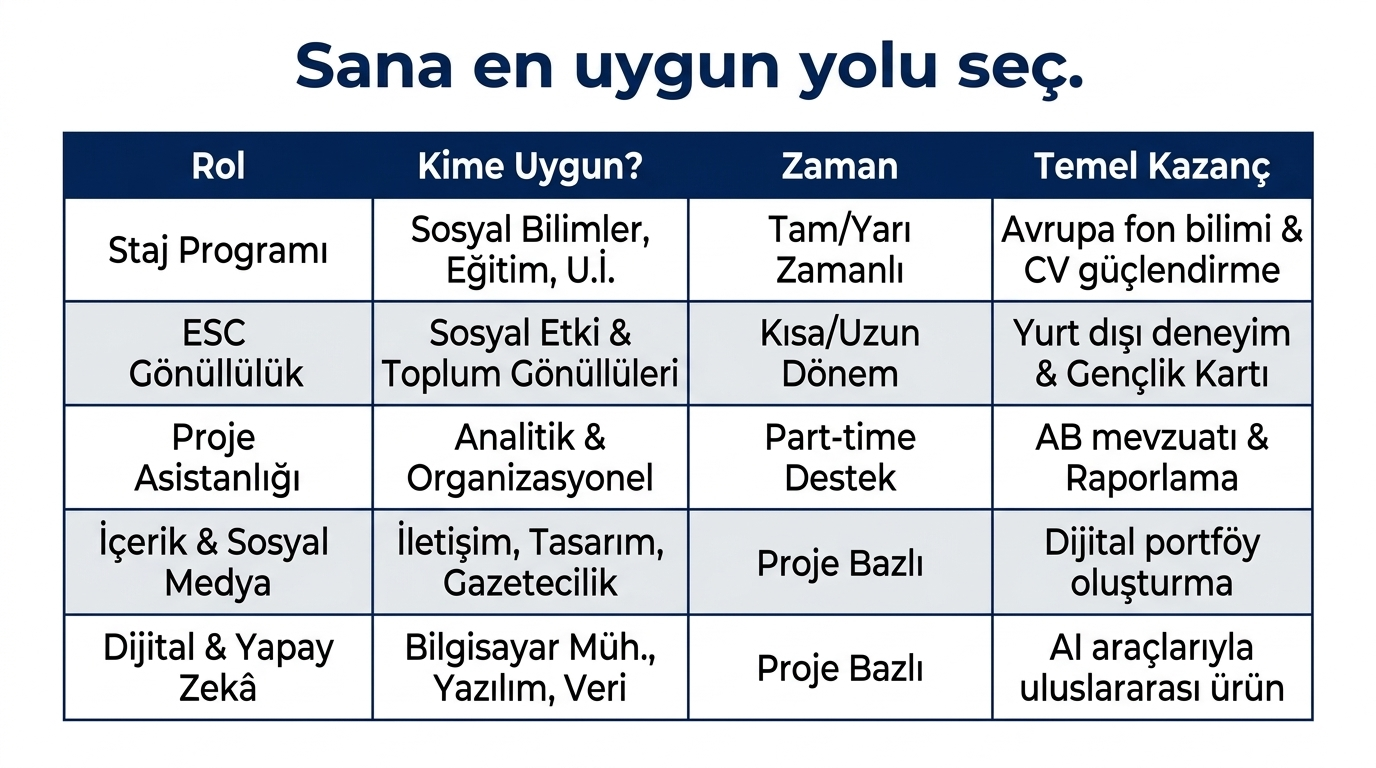 Sana en uygun yolu seç.
Rol
Kime Uygun?
Zaman
Temel Kazanç
Staj Programı
Sosyal Bilimler,
Eğitim, U.İ.
Tam/Yarı
Zamanlı
Avrupa fon bilimi &
CV güçlendirme
ESC
Gönüllülük
Sosyal Etki &
Toplum Gönüllüleri
Kısa/Uzun
Dönem
Yurt dışı deneyim
& Gençlik Kartı
Proje
Asistanlığı
Analitik &
Organizasyonel
Part-time
Destek
AB mevzuatı &
Raporlama
İçerik & Sosyal
Medya
İletişim, Tasarım,
Gazetecilik
Proje Bazlı
Dijital portföy
oluşturma
Dijital & Yapay
Zekâ
Bilgisayar Müh.,
Yazılım, Veri
Proje Bazlı
AI araçlarıyla
uluslararası ürün